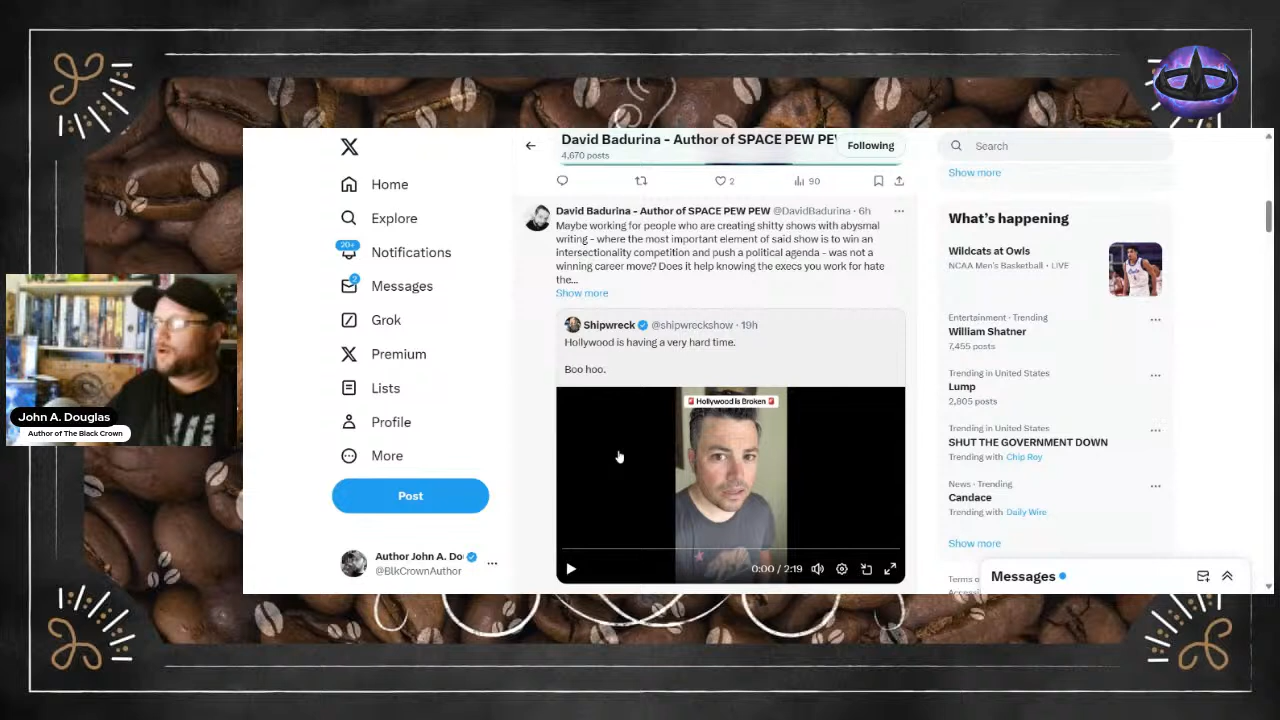 David Badurina - Author of SPACE PEW PEW
4,670 posts
Following
Search
Show more
Home
Explore
20+
Notifications
2
Messages
Grok
Premium
Lists
Profile
More
Post
Author John A. Do
@BlkCrownAuthor
2
90
David Badurina - Author of SPACE PEW PEW @DavidBadurina · 6h
Maybe working for people who are creating shitty shows with abysmal
writing - where the most important element of said show is to win an
intersectionality competition and push a political agenda - was not a
winning career move? Does it help knowing the execs you work for hate
the...
Show more
Shipwreck @shipwreckshow · 19h
Hollywood is having a very hard time.
Boo hoo.
🚨 Hollywood Is Broken 🚨
0:00 / 2:19
What's happening
Wildcats at Owls
NCAA Men's Basketball · LIVE
Entertainment · Trending
William Shatner
7,455 posts
Trending in United States
Lump
2,805 posts
Trending in United States
SHUT THE GOVERNMENT DOWN
Trending with Chip Roy
News · Trending
Candace
Trending with Daily Wire
Show more
Terms o
Messages
John A. Douglas
Author of The Black Crown